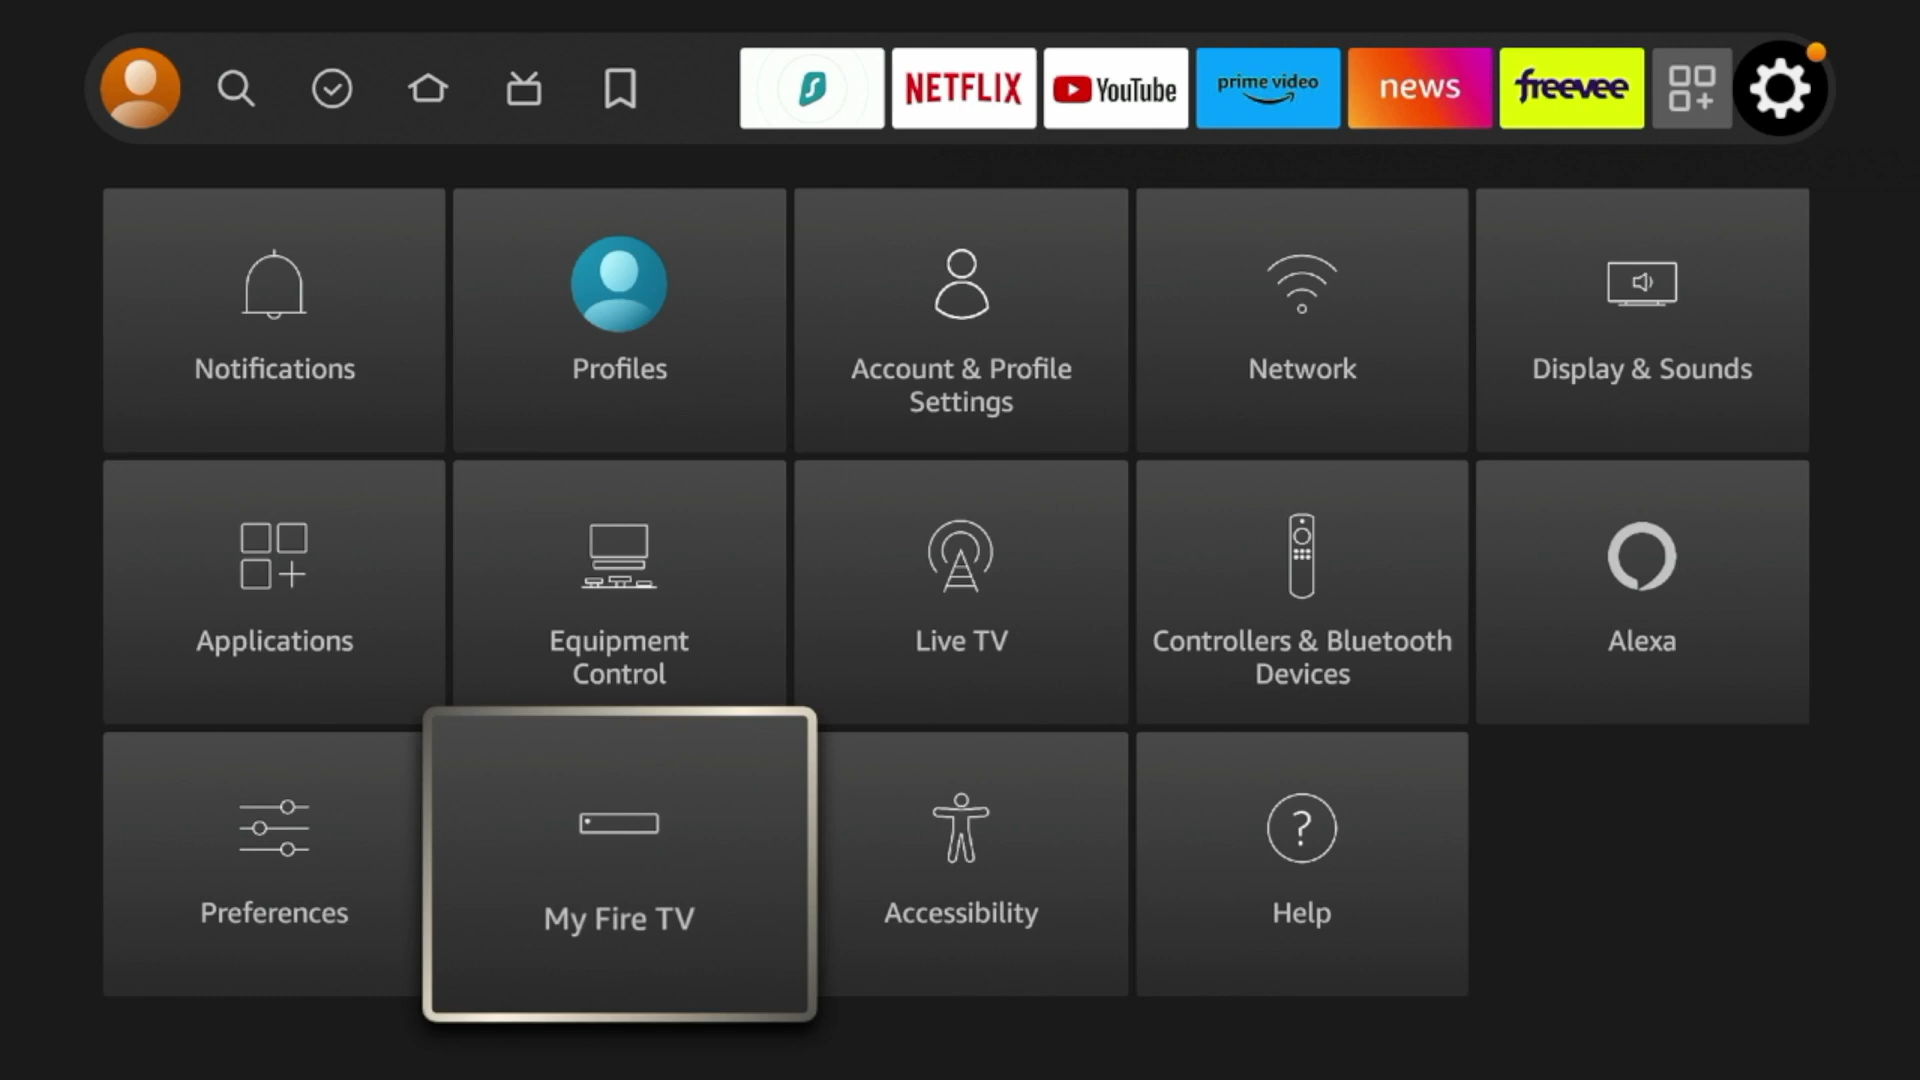 NETFLIX
YouTube
prime video
news
freevee
Notifications
Profiles
Account & Profile
Settings
Network
Display & Sounds
Applications
Equipment
Control
Live TV
Controllers & Bluetooth
Devices
Alexa
Preferences
My Fire TV
Accessibility
Help